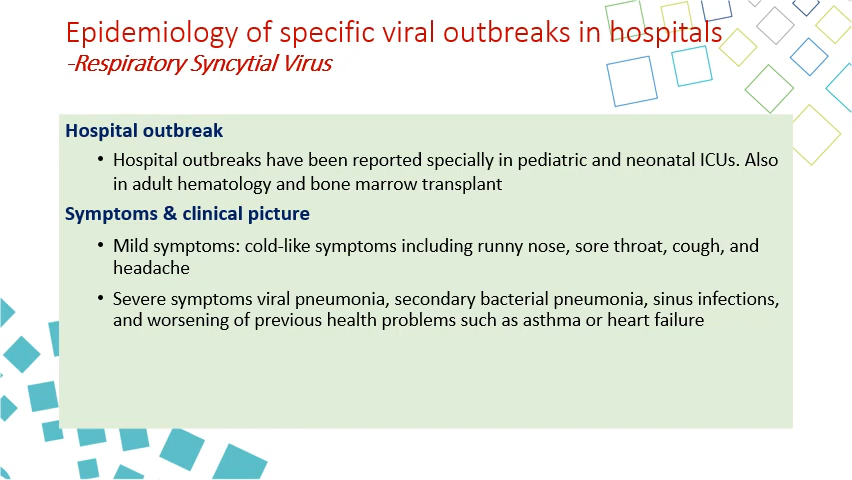 Epidemiology of specific viral outbreaks in hospitals
-Respiratory Syncytial Virus
Hospital outbreak
• Hospital outbreaks have been reported specially in pediatric and neonatal ICUs. Also
in adult hematology and bone marrow transplant
Symptoms & clinical picture
• Mild symptoms: cold-like symptoms including runny nose, sore throat, cough, and
headache
• Severe symptoms viral pneumonia, secondary bacterial pneumonia, sinus infections,
and worsening of previous health problems such as asthma or heart failure